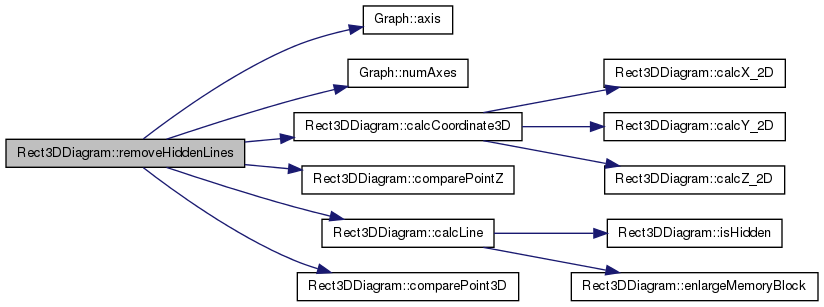 Graph::axis
Graph::numAxes
Rect3DDiagram::calcX_2D
Rect3DDiagram::calcCoordinate3D
Rect3DDiagram::calcY_2D
Rect3DDiagram::removeHiddenLines
Rect3DDiagram::comparePointZ
Rect3DDiagram::calcZ_2D
Rect3DDiagram::calcLine
Rect3DDiagram::isHidden
Rect3DDiagram::comparePoint3D
Rect3DDiagram::enlargeMemoryBlock